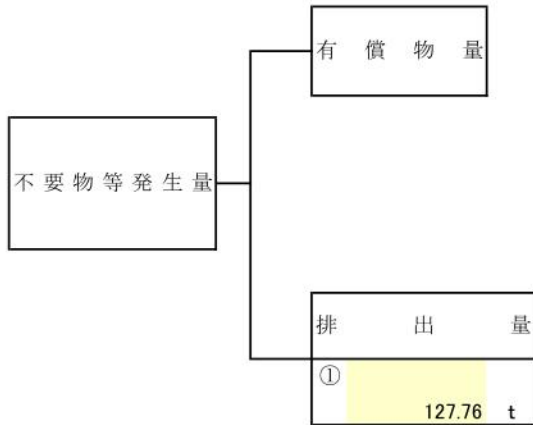 有償物量
不要物等発生量
排出量
①
127.76 t